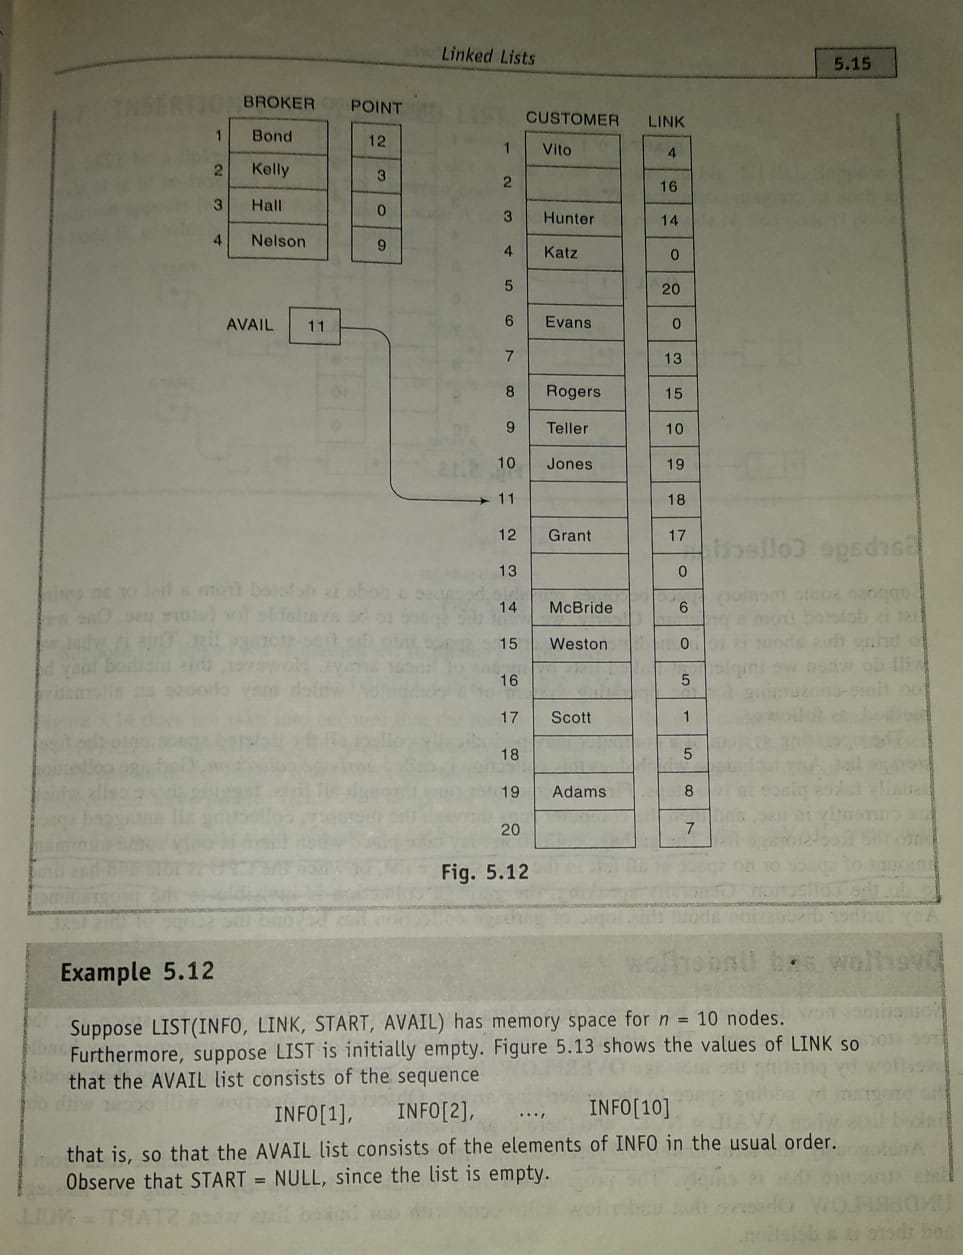 Linked Lists
5.15
BROKER POINT
1 Bond 12
2 Kelly 3
3 Hall 0
4 Nelson 9
AVAIL 11
CUSTOMER LINK
1 Vito 4
2 16
3 Hunter 14
4 Katz 0
5 20
6 Evans 0
7 13
8 Rogers 15
9 Teller 10
10 Jones 19
11 18
12 Grant 17
13 0
14 McBride 6
15 Weston 0
16 5
17 Scott 1
18 5
19 Adams 8
20 7
Fig. 5.12
Example 5.12
Suppose LIST(INFO, LINK, START, AVAIL) has memory space for n = 10 nodes.
Furthermore, suppose LIST is initially empty. Figure 5.13 shows the values of LINK so
that the AVAIL list consists of the sequence
INFO[1], INFO[2], ..., INFO[10]
that is, so that the AVAIL list consists of the elements of INFO in the usual order.
Observe that START = NULL, since the list is empty.